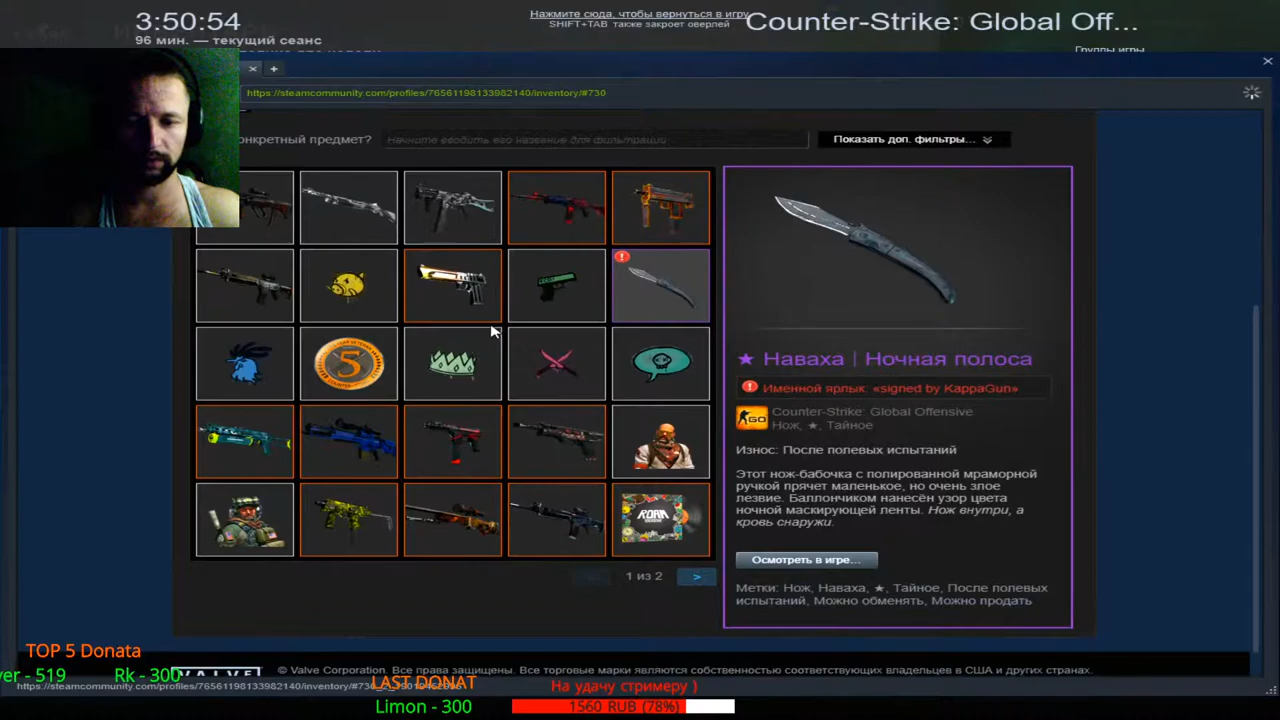 3:50:54
96 мин. — текущий сеанс
Нажмите сюда, чтобы вернуться в игру
SHIFT+TAB также закроет оверлей
Counter-Strike: Global Off...
Группы игры
https://steamcommunity.com/profiles/76561198133982140/inventory/#730
конкретный предмет?
Начните вводить его название для фильтрации
Показать доп. фильтры...
5
ROAM
★ Наваха | Ночная полоса
Именной ярлык: «signed by KappaGun»
GO
Counter-Strike: Global Offensive
Нож, ★, Тайное
Износ: После полевых испытаний
Этот нож-бабочка с полированной мраморной
ручкой прячет маленькое, но очень злое
лезвие. Баллончиком нанесён узор цвета
ночной маскирующей ленты. Нож внутри, а
кровь снаружи.
Осмотреть в игре...
Метки: Нож, Наваха, ★, Тайное, После полевых
испытаний, Можно обменять, Можно продать
1 из 2
>
VALVE
© Valve Corporation. Все права защищены. Все торговые марки являются собственностью соответствующих владельцев в США и других странах.
TOP 5 Donata
ver - 519 Rk - 300
LAST DONAT
Limon - 300
На удачу стримеру )
1560 RUB (78%)